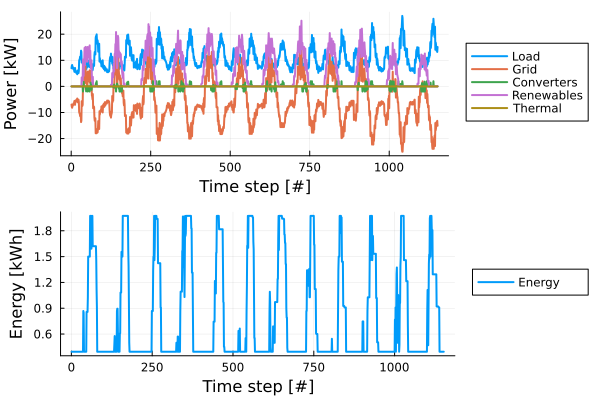 Power [kW]
20
10
0
−10
−20
0
250
500
750
1000
Time step [#]
Load
Grid
Converters
Renewables
Thermal
Energy [kWh]
1.8
1.5
1.2
0.9
0.6
0
250
500
750
1000
Time step [#]
Energy